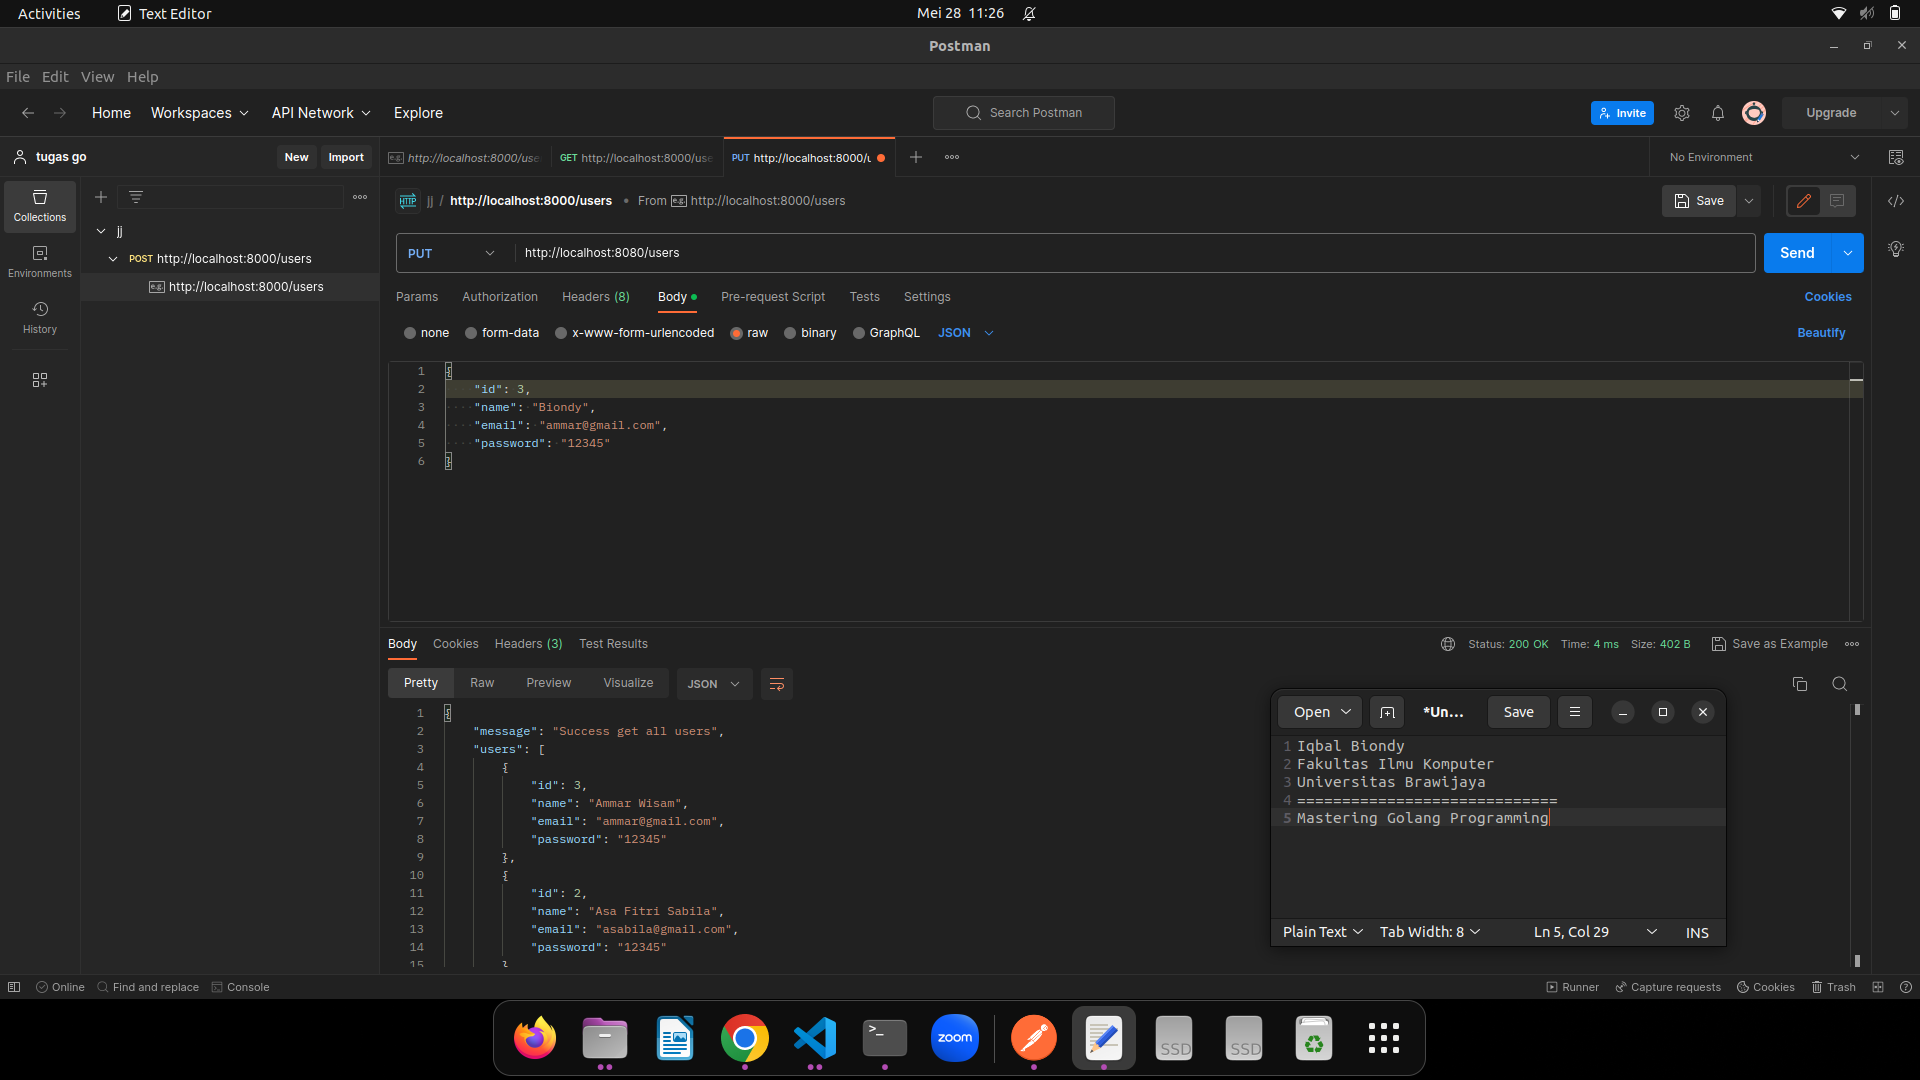 Activities
Text Editor
Mei 28 11:26
Postman
File Edit View Help
Home Workspaces API Network Explore
Search Postman
Invite
Upgrade
tugas go
New Import
e.g. http://localhost:8000/use
GET http://localhost:8000/use
PUT http://localhost:8000/u
No Environment
Collections
Environments
History
jj
POST http://localhost:8000/users
e.g. http://localhost:8000/users
HTTP jj / http://localhost:8000/users From e.g. http://localhost:8000/users
Save
PUT http://localhost:8080/users
Send
Params Authorization Headers (8) Body Pre-request Script Tests Settings
Cookies
none form-data x-www-form-urlencoded raw binary GraphQL JSON
Beautify
1 {
2 "id": 3,
3 "name": "Biondy",
4 "email": "ammar@gmail.com",
5 "password": "12345"
6 }
Body Cookies Headers (3) Test Results
Status: 200 OK Time: 4 ms Size: 402 B Save as Example
Pretty Raw Preview Visualize JSON
1 {
2 "message": "Success get all users",
3 "users": [
4 {
5 "id": 3,
6 "name": "Ammar Wisam",
7 "email": "ammar@gmail.com",
8 "password": "12345"
9 },
10 {
11 "id": 2,
12 "name": "Asa Fitri Sabila",
13 "email": "asabila@gmail.com",
14 "password": "12345"
15 }
Open *Un... Save
1 Iqbal Biondy
2 Fakultas Ilmu Komputer
3 Universitas Brawijaya
4 =============================
5 Mastering Golang Programming
Plain Text Tab Width: 8 Ln 5, Col 29 INS
Online Find and replace Console
Runner Capture requests Cookies Trash
zoom
SSD
SSD